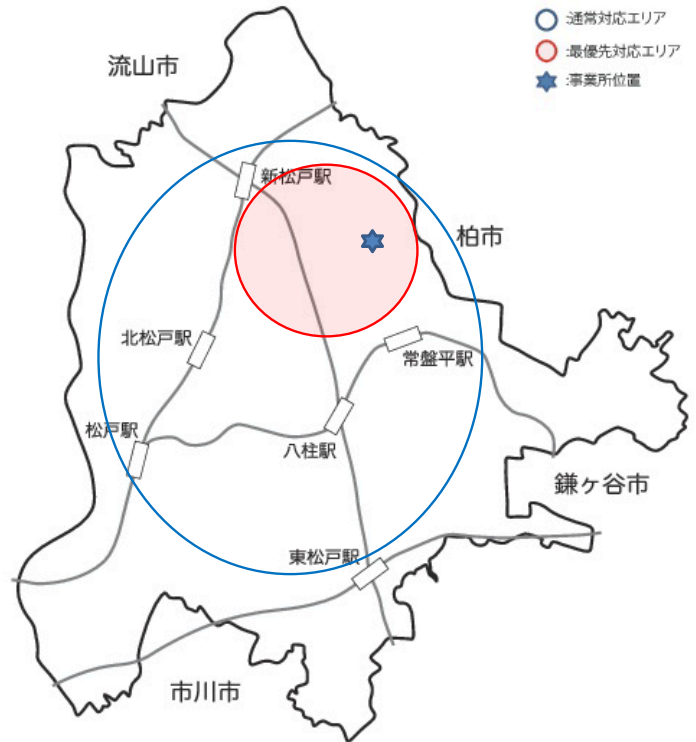 :通常対応エリア
:最優先対応エリア
:事業所位置
流山市
新松戸駅
柏市
北松戸駅
常盤平駅
松戸駅
八柱駅
鎌ヶ谷市
東松戸駅
市川市